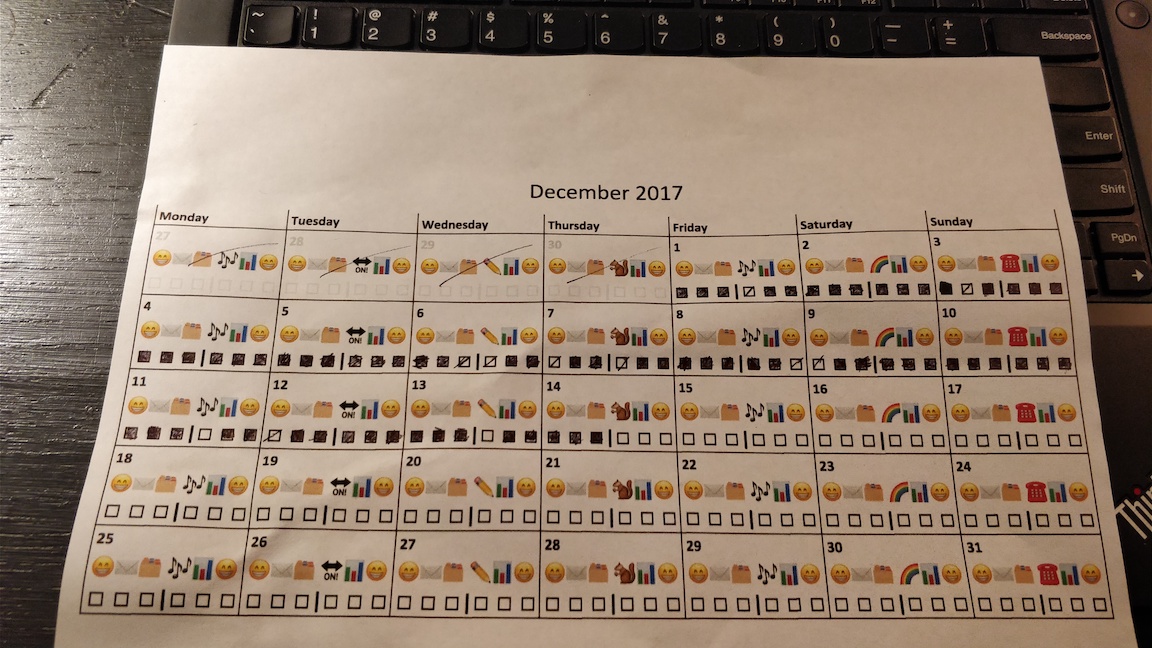 ~ ! @ # $ % ^ & * ( ) _ +
` 1 2 3 4 5 6 7 8 9 0 - = Backspace
Enter
Shift
PgDn
December 2017
Monday Tuesday Wednesday Thursday Friday Saturday Sunday
27 28 29 30 1 2 3
ON!
4 5 6 7 8 9 10
ON!
11 12 13 14 15 16 17
ON!
18 19 20 21 22 23 24
ON!
25 26 27 28 29 30 31
ON!